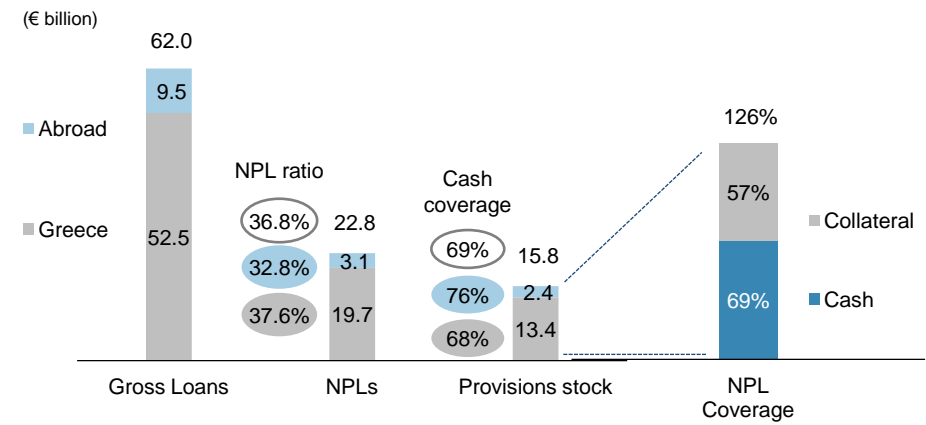 (€ billion)
62.0
9.5
Abroad
Greece
52.5
NPL ratio
36.8%
32.8%
37.6%
22.8
3.1
19.7
Cash
coverage
69%
76%
68%
15.8
2.4
13.4
126%
57%
69%
Collateral
Cash
Gross Loans
NPLs
Provisions stock
NPL
Coverage